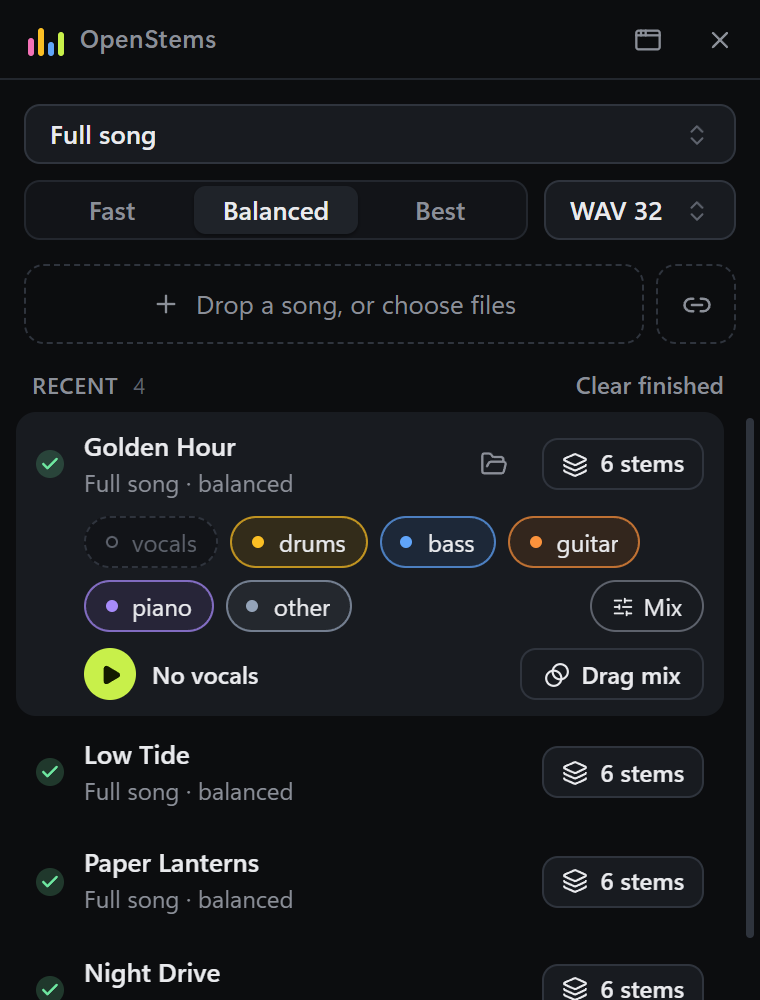 OpenStems
Full song
Fast Balanced Best WAV 32
Drop a song, or choose files
RECENT 4 Clear finished
Golden Hour
Full song · balanced
6 stems
vocals drums bass guitar
piano other Mix
No vocals Drag mix
Low Tide
Full song · balanced
6 stems
Paper Lanterns
Full song · balanced
6 stems
Night Drive
6 stems